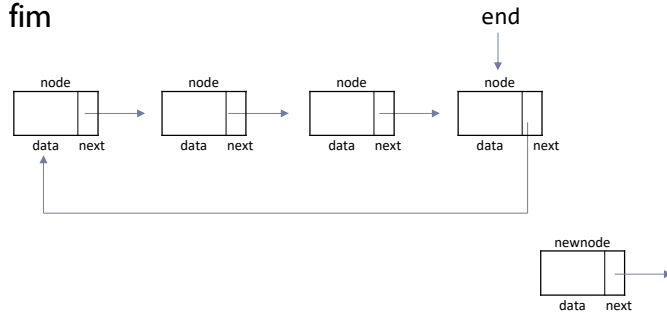 fim
end
node node node node
data next data next data next data next
newnode
data next